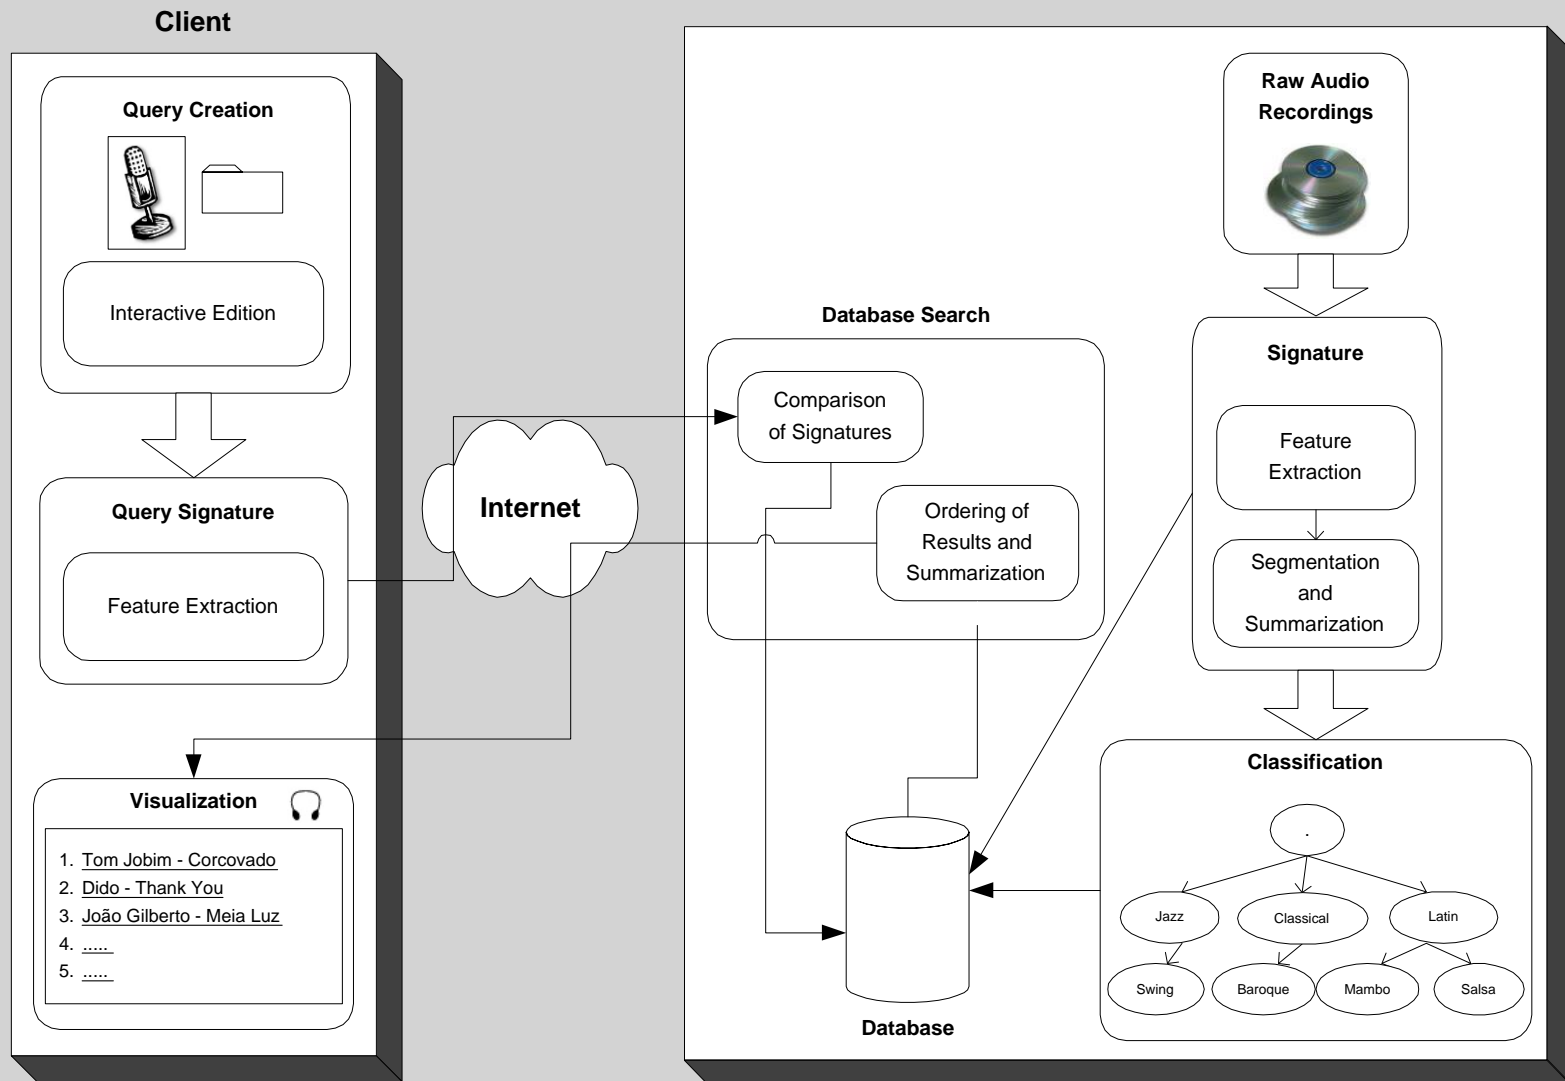 Client
Query Creation
Interactive Edition
Query Signature
Feature Extraction
Visualization
1. Tom Jobim - Corcovado
2. Dido - Thank You
3. João Gilberto - Meia Luz
4. .....
5. .....
Internet
Database Search
Comparison
of Signatures
Ordering of
Results and
Summarization
Database
Raw Audio
Recordings
Signature
Feature
Extraction
Segmentation
and
Summarization
Classification
.
Jazz
Classical
Latin
Swing
Baroque
Mambo
Salsa